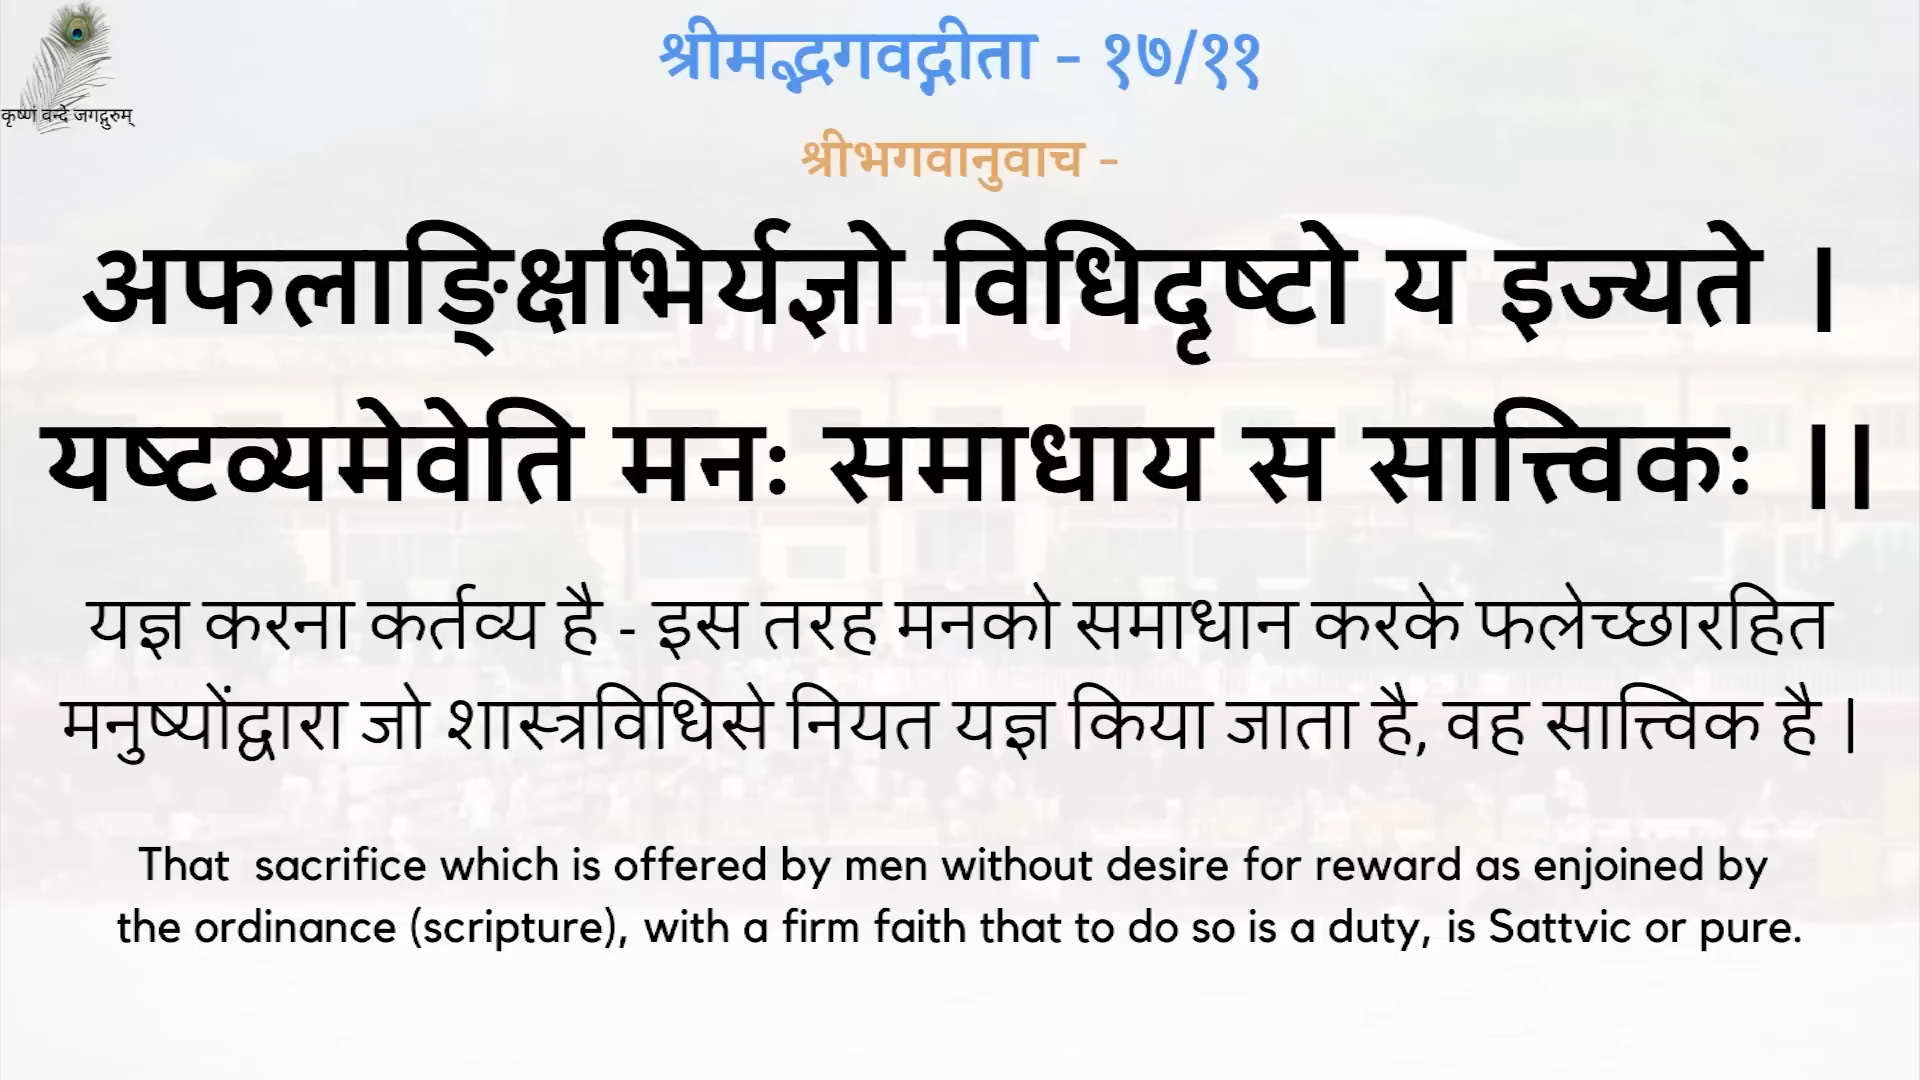 श्रीमद्भगवद्गीता - १७/११
कृष्णं वन्दे जगद्गुरुम्
श्रीभगवानुवाच -
अफलाङ्क्षिभिर्यज्ञो विधिदृष्टो य इज्यते ।
यष्टव्यमेवेति मनः समाधाय स सात्त्विकः ।।
यज्ञ करना कर्तव्य है - इस तरह मनको समाधान करके फलेच्छारहित
मनुष्योंद्वारा जो शास्त्रविधिसे नियत यज्ञ किया जाता है, वह सात्त्विक है ।
That sacrifice which is offered by men without desire for reward as enjoined by
the ordinance (scripture), with a firm faith that to do so is a duty, is Sattvic or pure.